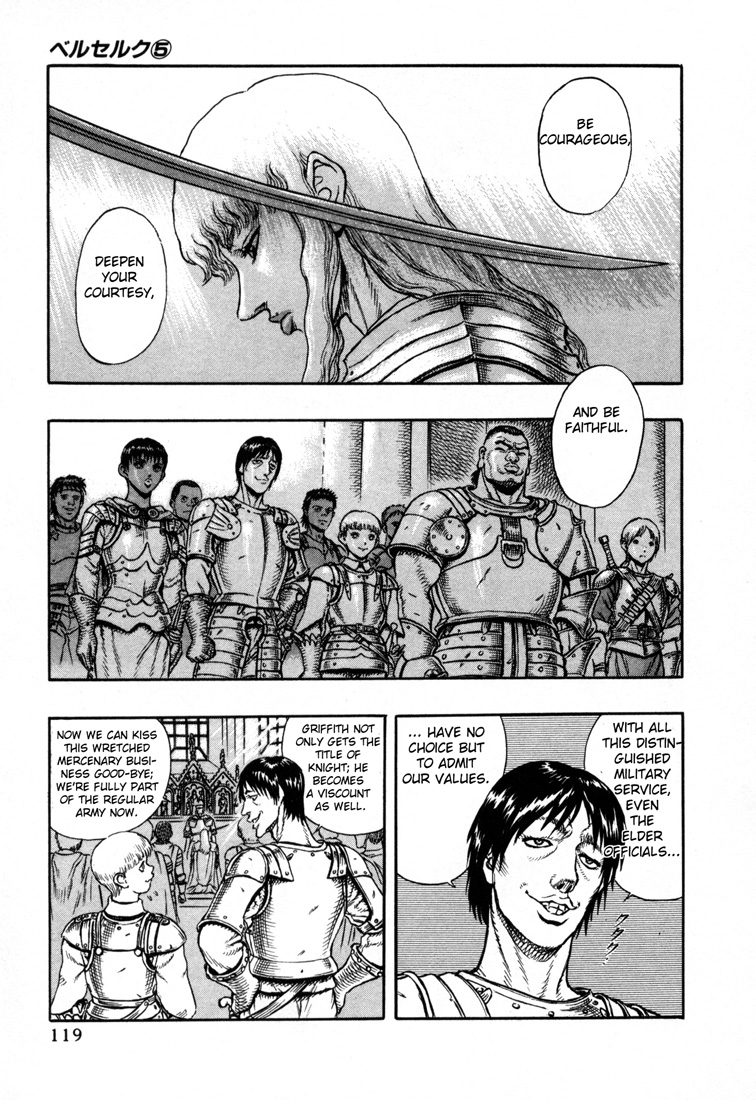 ベルセルク⑤
BE
COURAGEOUS,
DEEPEN
YOUR
COURTESY,
AND BE
FAITHFUL.
WITH ALL
THIS DISTIN-
GUISHED
MILITARY
SERVICE,
EVEN
THE
ELDER
OFFICIALS...
... HAVE NO
CHOICE BUT
TO ADMIT
OUR VALUES.
GRIFFITH NOT
ONLY GETS THE
TITLE OF
KNIGHT; HE
BECOMES
A VISCOUNT
AS WELL.
NOW WE CAN KISS
THIS WRETCHED
MERCENARY BUSI-
NESS GOOD-BYE;
WE'RE FULLY PART
OF THE REGULAR
ARMY NOW.
119